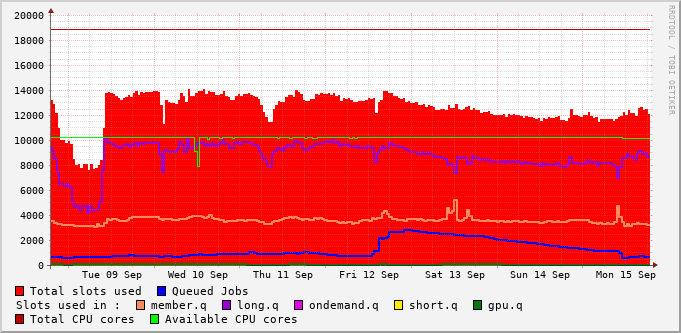 20000
18000
16000
14000
12000
10000
8000
6000
4000
2000
0
Tue 09 Sep Wed 10 Sep Thu 11 Sep Fri 12 Sep Sat 13 Sep Sun 14 Sep Mon 15 Sep
RRDTOOL / TOBI OETIKER
Total slots used Queued Jobs
Slots used in : member.q long.q ondemand.q short.q gpu.q
Total CPU cores Available CPU cores